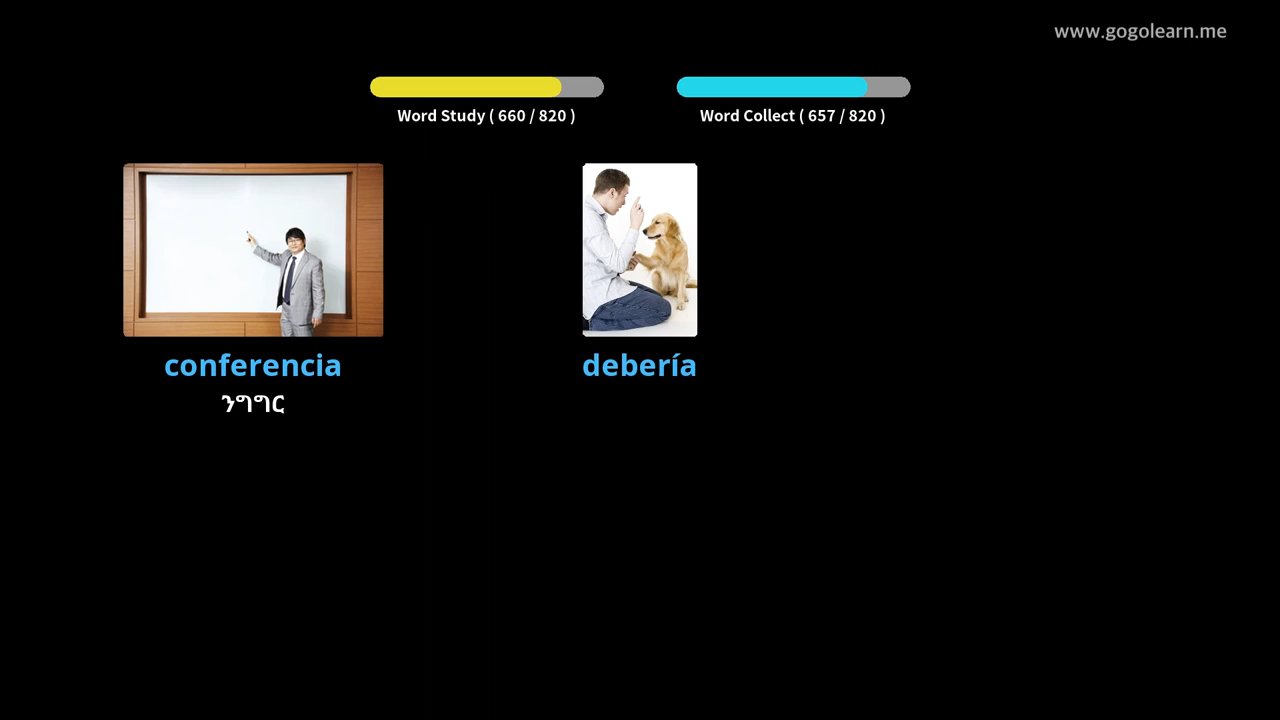 www.gogolearn.me
Word Study ( 660 / 820 )
Word Collect ( 657 / 820 )
conferencia
ንግግር
debería